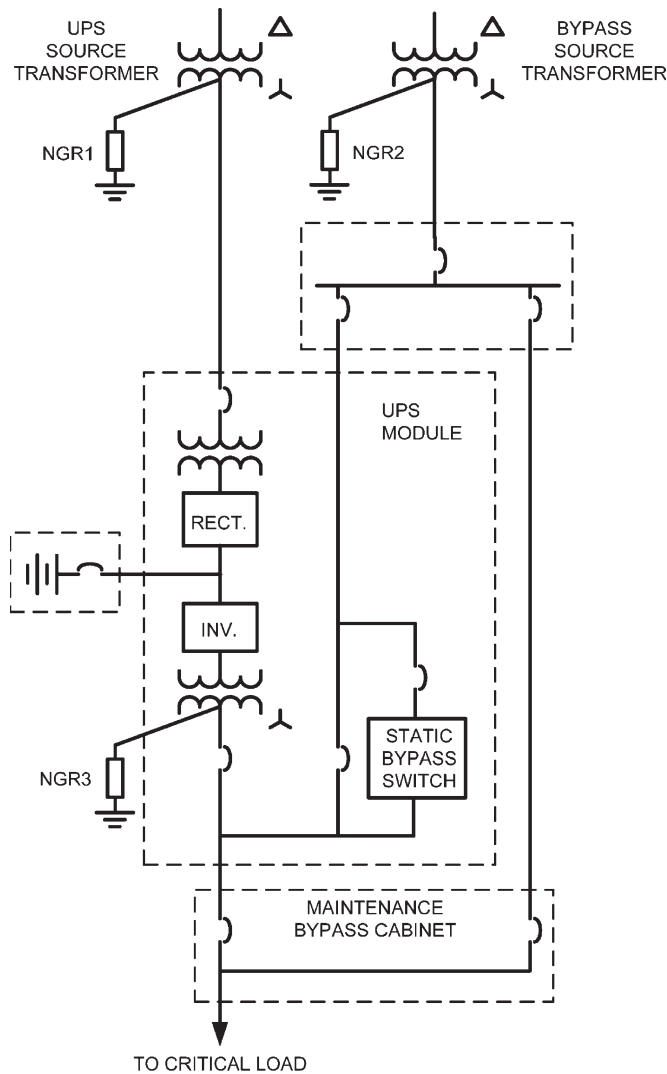 UPS
SOURCE
TRANSFORMER
BYPASS
SOURCE
TRANSFORMER
NGR1
NGR2
UPS
MODULE
RECT.
INV.
STATIC
BYPASS
SWITCH
NGR3
MAINTENANCE
BYPASS CABINET
TO CRITICAL LOAD